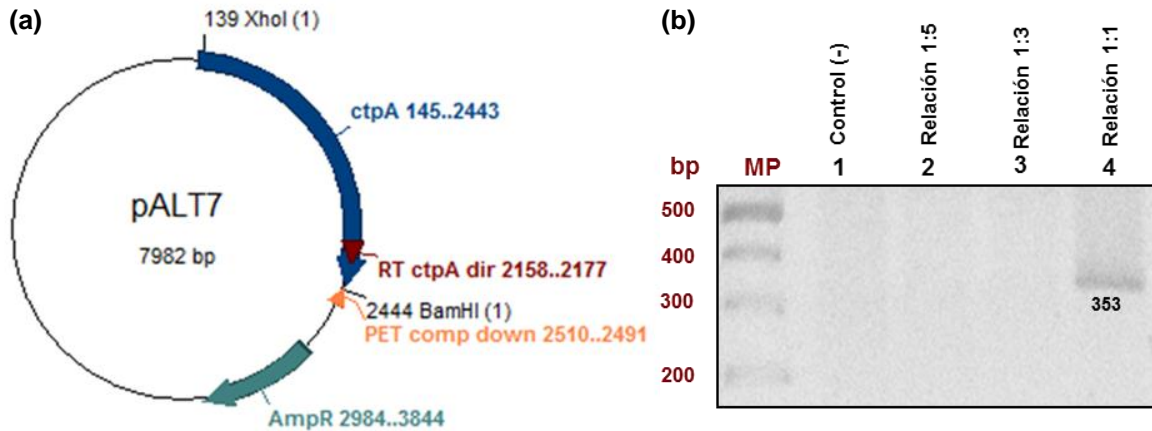 (a)
139 XhoI (1)
ctpA 145..2443
pALT7
7982 bp
RT ctpA dir 2158..2177
2444 BamHI (1)
PET comp down 2510..2491
AmpR 2984..3844
(b)
Control (-)
Relación 1:5
Relación 1:3
Relación 1:1
bp MP 1 2 3 4
500
400
300
200
353